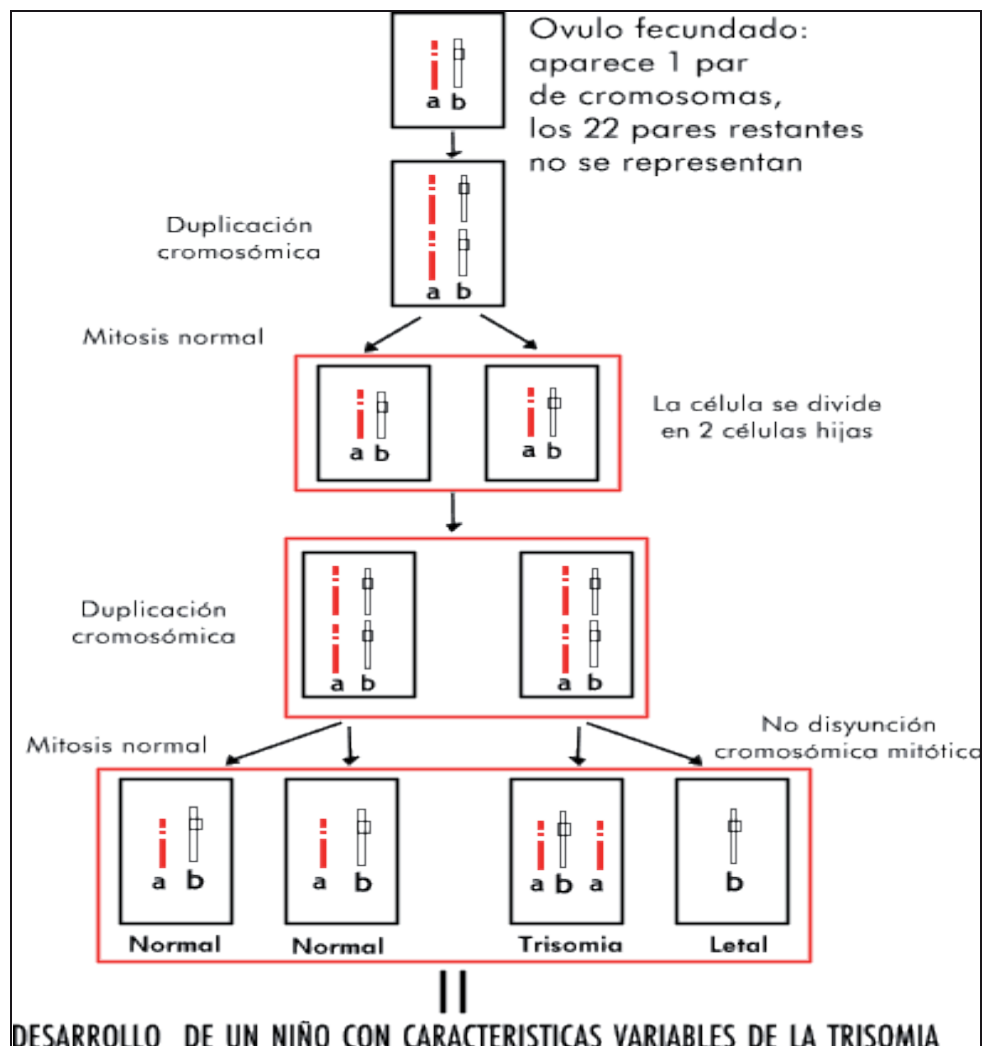 Ovulo fecundado:
aparece 1 par
de cromosomas,
los 22 pares restantes
no se representan
a b
Duplicación
cromosómica
a b
Mitosis normal
a b
a b
La célula se divide
en 2 células hijas
Duplicación
cromosómica
a b
a b
Mitosis normal
No disyunción
cromosómica mitótica
a b
a b
a b a
b
Normal
Normal
Trisomia
Letal
DESARROLLO DE UN NIÑO CON CARACTERISTICAS VARIABLES DE LA TRISOMIA